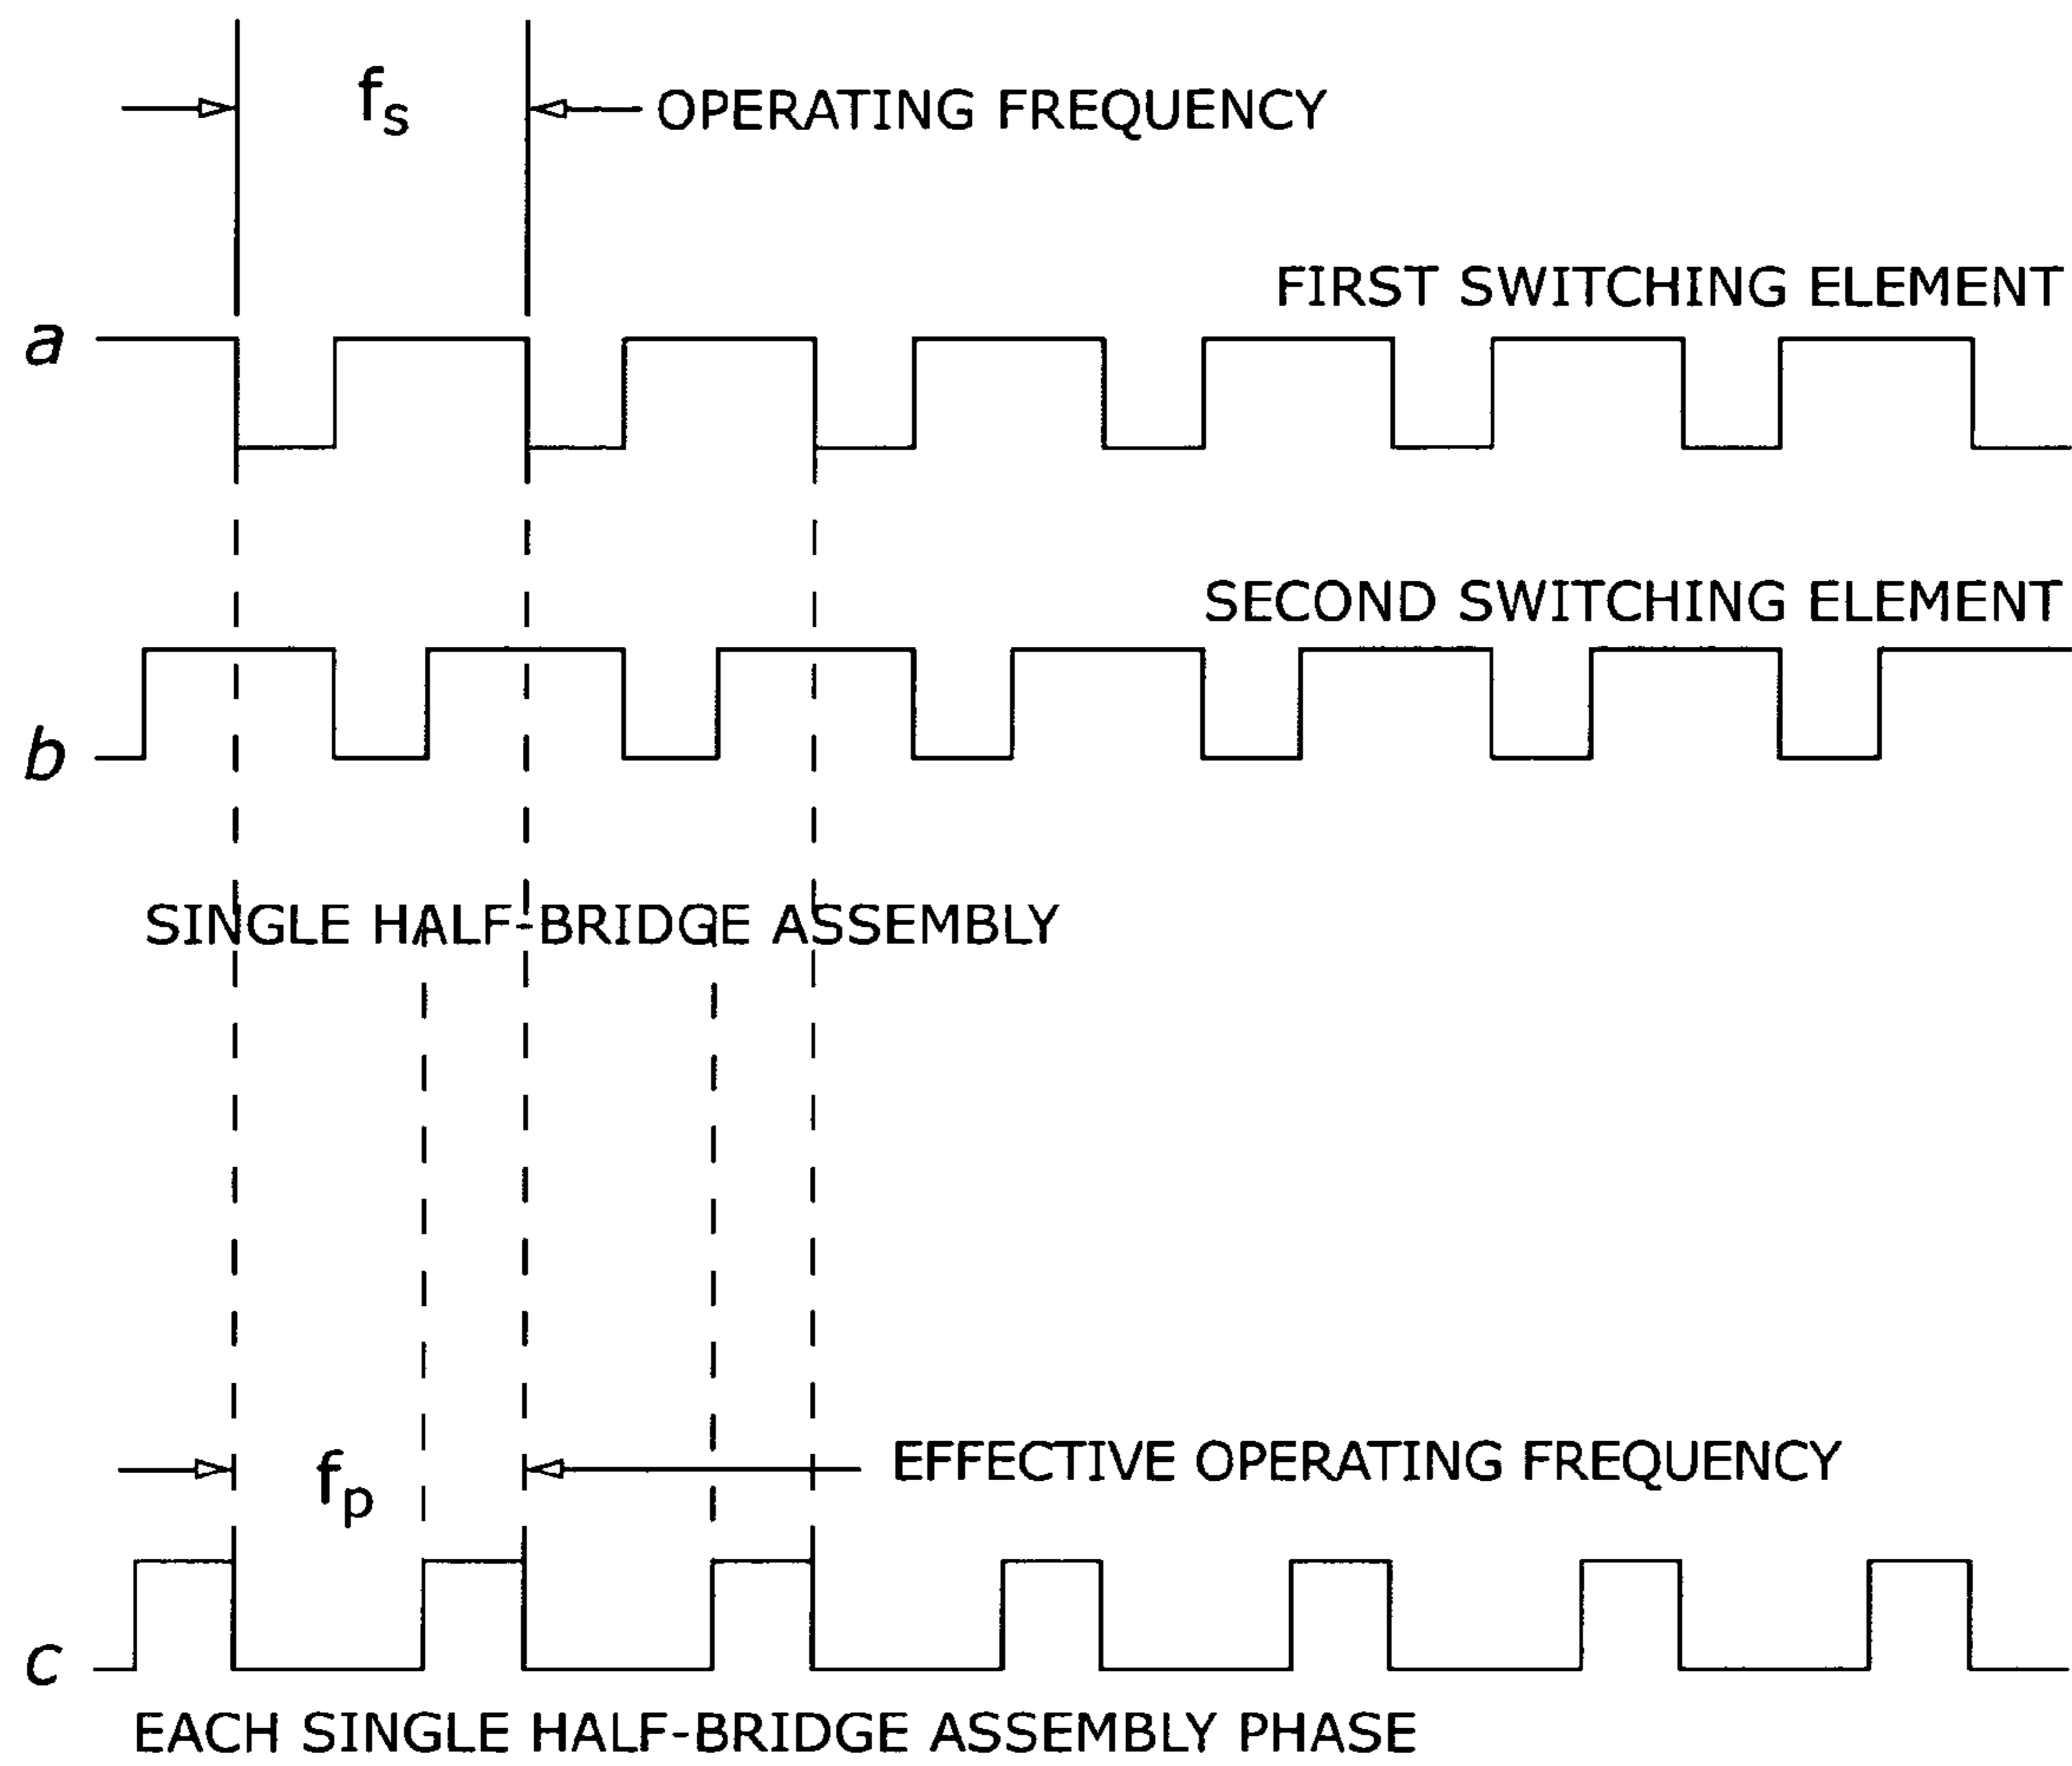 fs
OPERATING FREQUENCY
FIRST SWITCHING ELEMENT
a
SECOND SWITCHING ELEMENT
b
SINGLE HALF-BRIDGE ASSEMBLY
fp
EFFECTIVE OPERATING FREQUENCY
c
EACH SINGLE HALF-BRIDGE ASSEMBLY PHASE